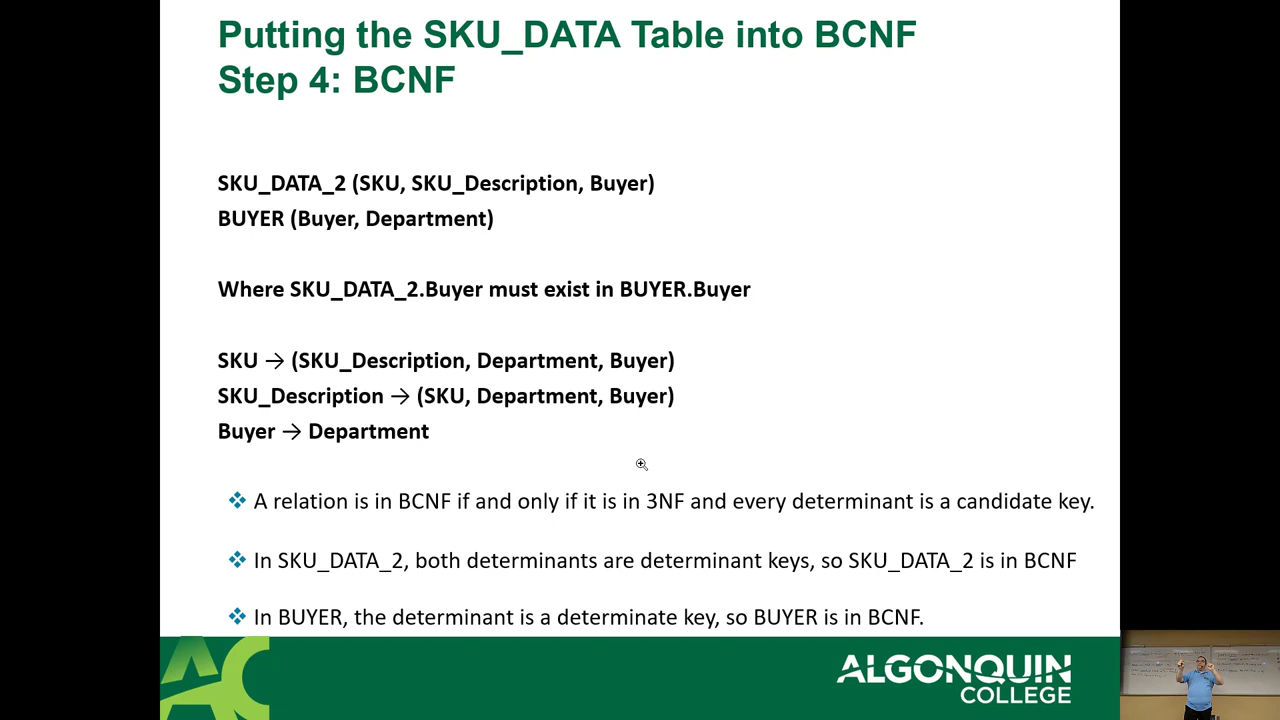 Putting the SKU_DATA Table into BCNF
Step 4: BCNF
SKU_DATA_2 (SKU, SKU_Description, Buyer)
BUYER (Buyer, Department)
Where SKU_DATA_2.Buyer must exist in BUYER.Buyer
SKU → (SKU_Description, Department, Buyer)
SKU_Description → (SKU, Department, Buyer)
Buyer → Department
❖ A relation is in BCNF if and only if it is in 3NF and every determinant is a candidate key.
❖ In SKU_DATA_2, both determinants are determinant keys, so SKU_DATA_2 is in BCNF
❖ In BUYER, the determinant is a determinate key, so BUYER is in BCNF.
AC
ALGONQUIN
COLLEGE